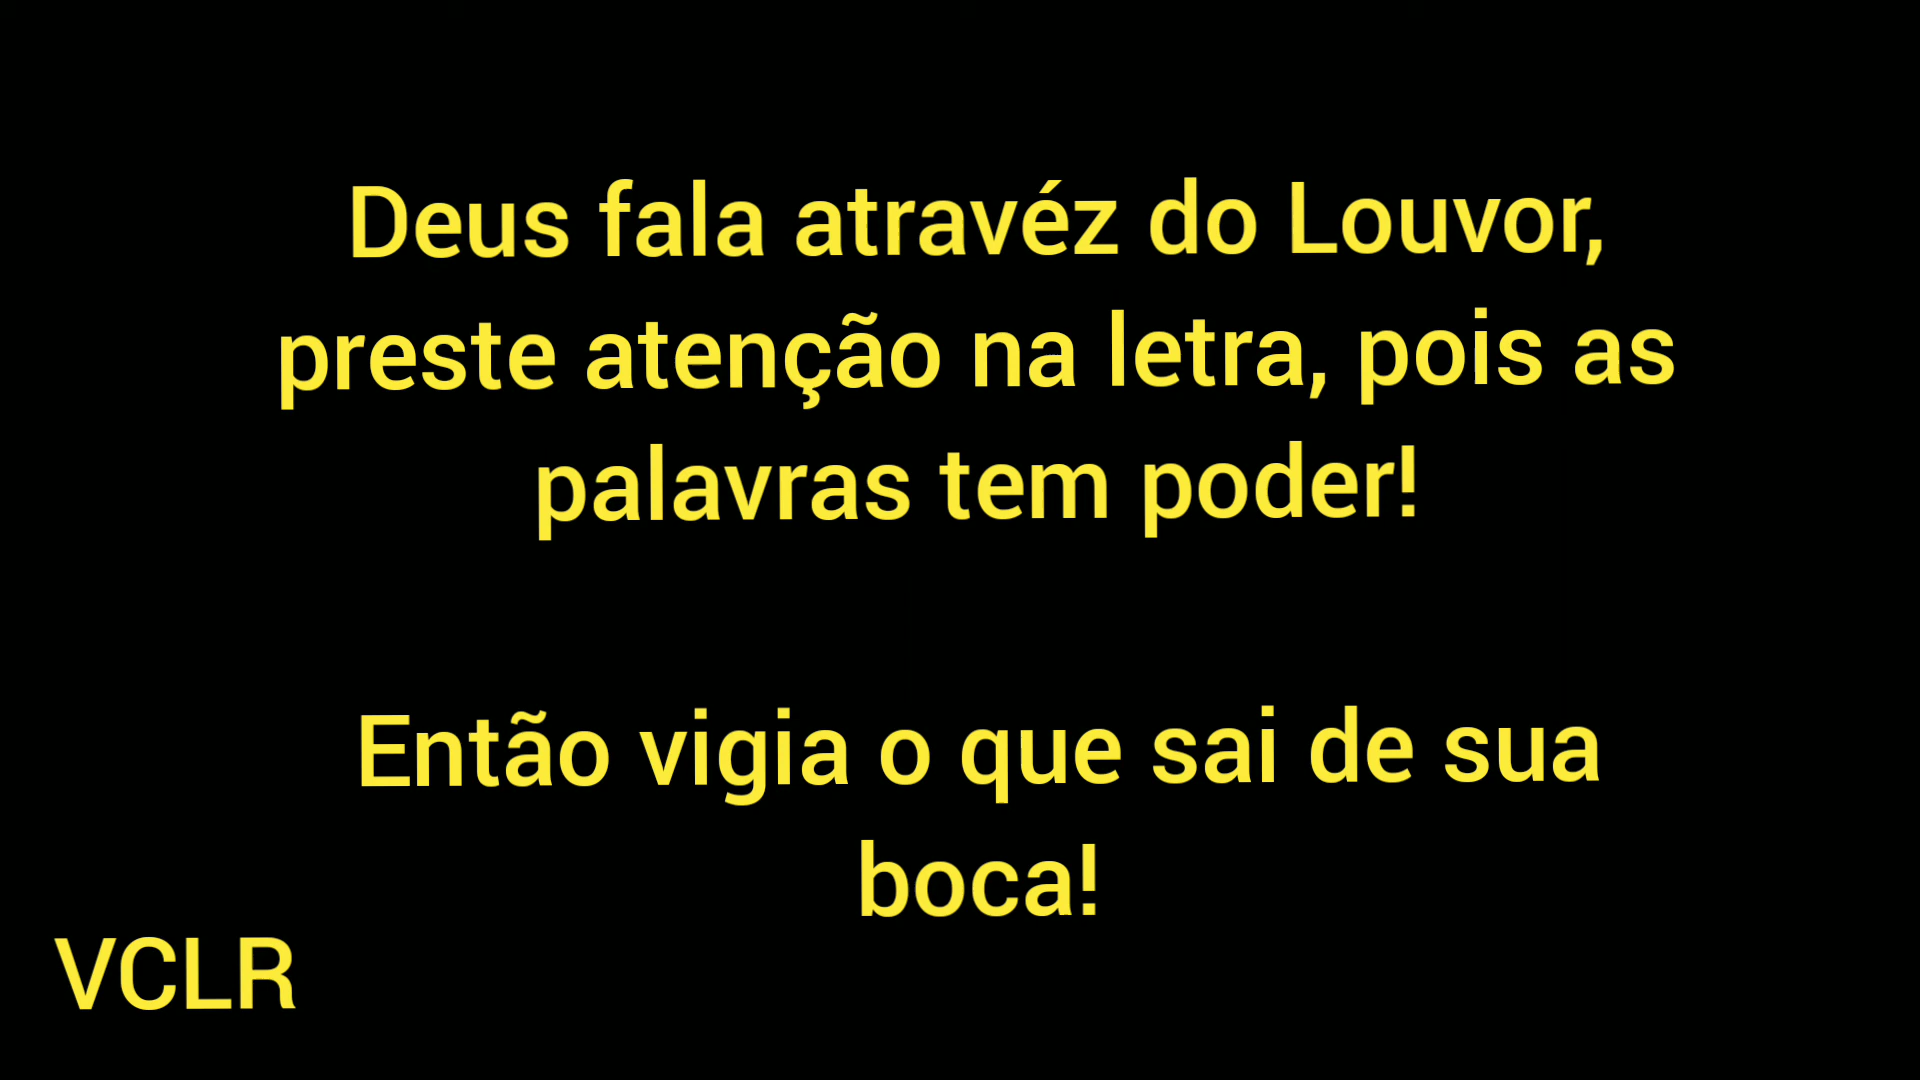 Deus fala atravéz do Louvor,
preste atenção na letra, pois as
palavras tem poder!
Então vigia o que sai de sua
boca!
VCLR